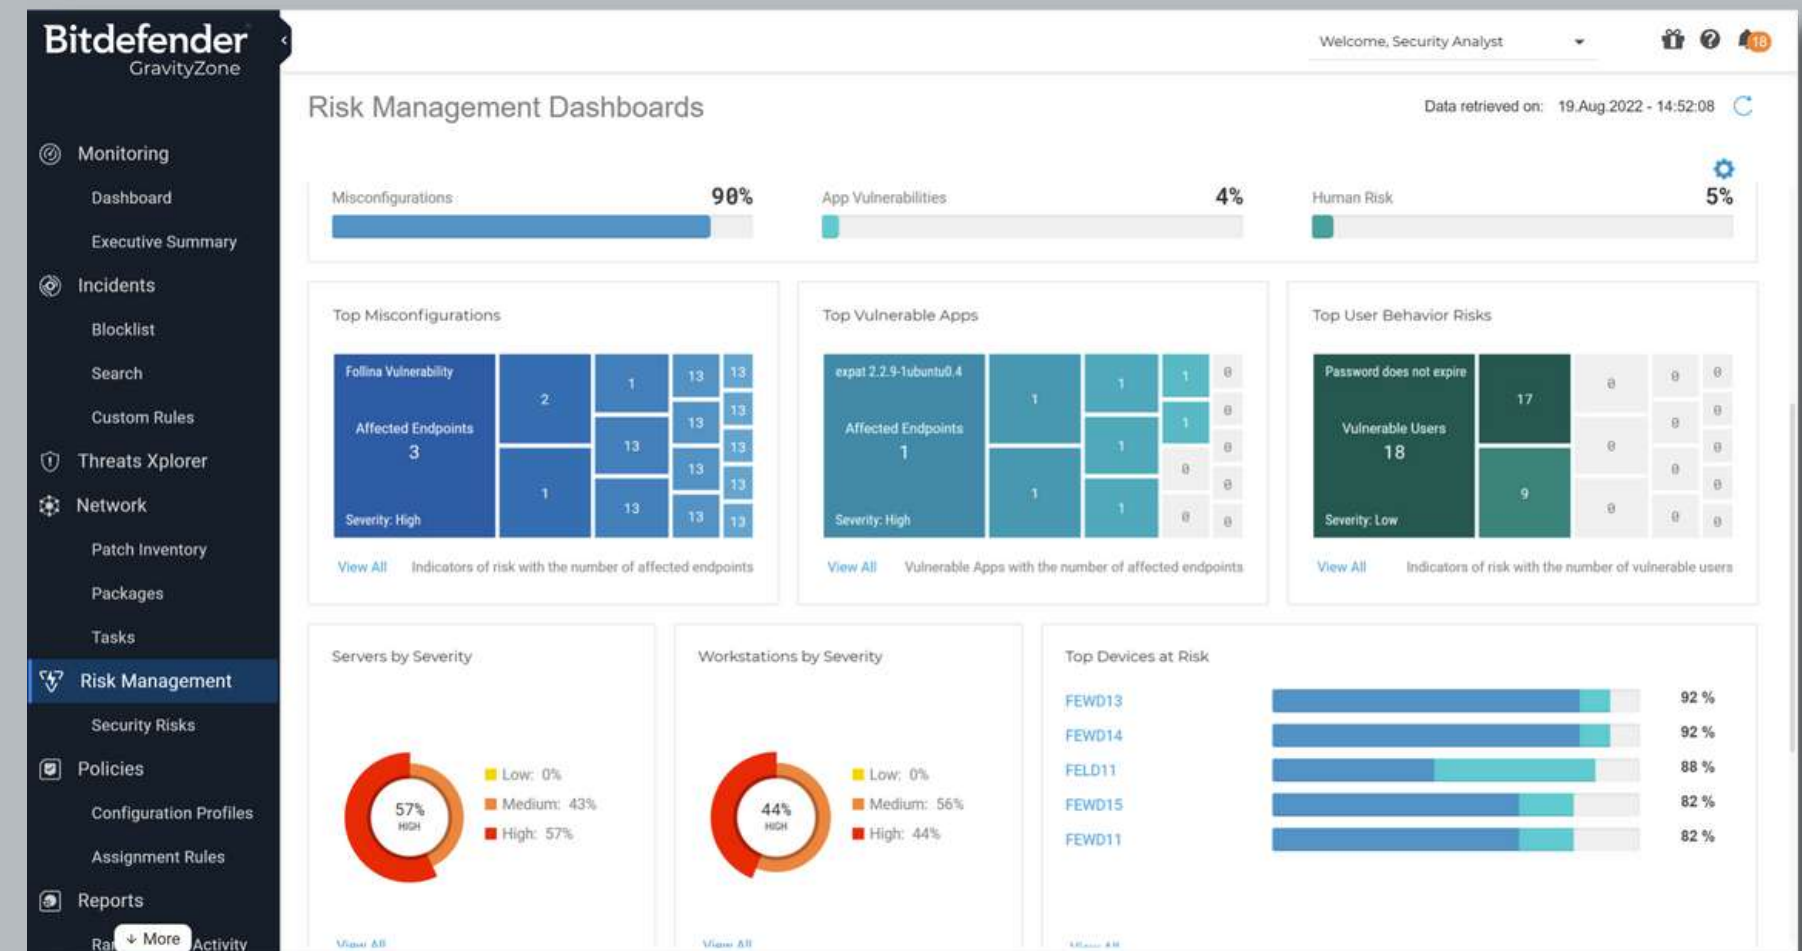 Bitdefender
GravityZone
Welcome, Security Analyst
18
Risk Management Dashboards
Data retrieved on: 19.Aug.2022 - 14:52:08
Monitoring
Dashboard
Executive Summary
Incidents
Blocklist
Search
Custom Rules
Threats Xplorer
Network
Patch Inventory
Packages
Tasks
Risk Management
Security Risks
Policies
Configuration Profiles
Assignment Rules
Reports
More
Activity
Misconfigurations 90%
App Vulnerabilities 4%
Human Risk 5%
Top Misconfigurations
Follina Vulnerability
Affected Endpoints
3
Severity: High
2
1
1
13
13
13
13
13
13
13
13
13
13
13
View All Indicators of risk with the number of affected endpoints
Top Vulnerable Apps
expat 2.2.9-1ubuntu0.4
Affected Endpoints
1
Severity: High
1
1
1
1
1
1
1
0
0
0
0
0
0
0
View All Vulnerable Apps with the number of affected endpoints
Top User Behavior Risks
Password does not expire
Vulnerable Users
18
Severity: Low
17
9
0
0
0
0
0
0
0
0
0
0
0
0
View All Indicators of risk with the number of vulnerable users
Servers by Severity
57%
HIGH
Low: 0%
Medium: 43%
High: 57%
View All
Workstations by Severity
44%
HIGH
Low: 0%
Medium: 56%
High: 44%
View All
Top Devices at Risk
FEWD13 92 %
FEWD14 92 %
FELD11 88 %
FEWD15 82 %
FEWD11 82 %
View All